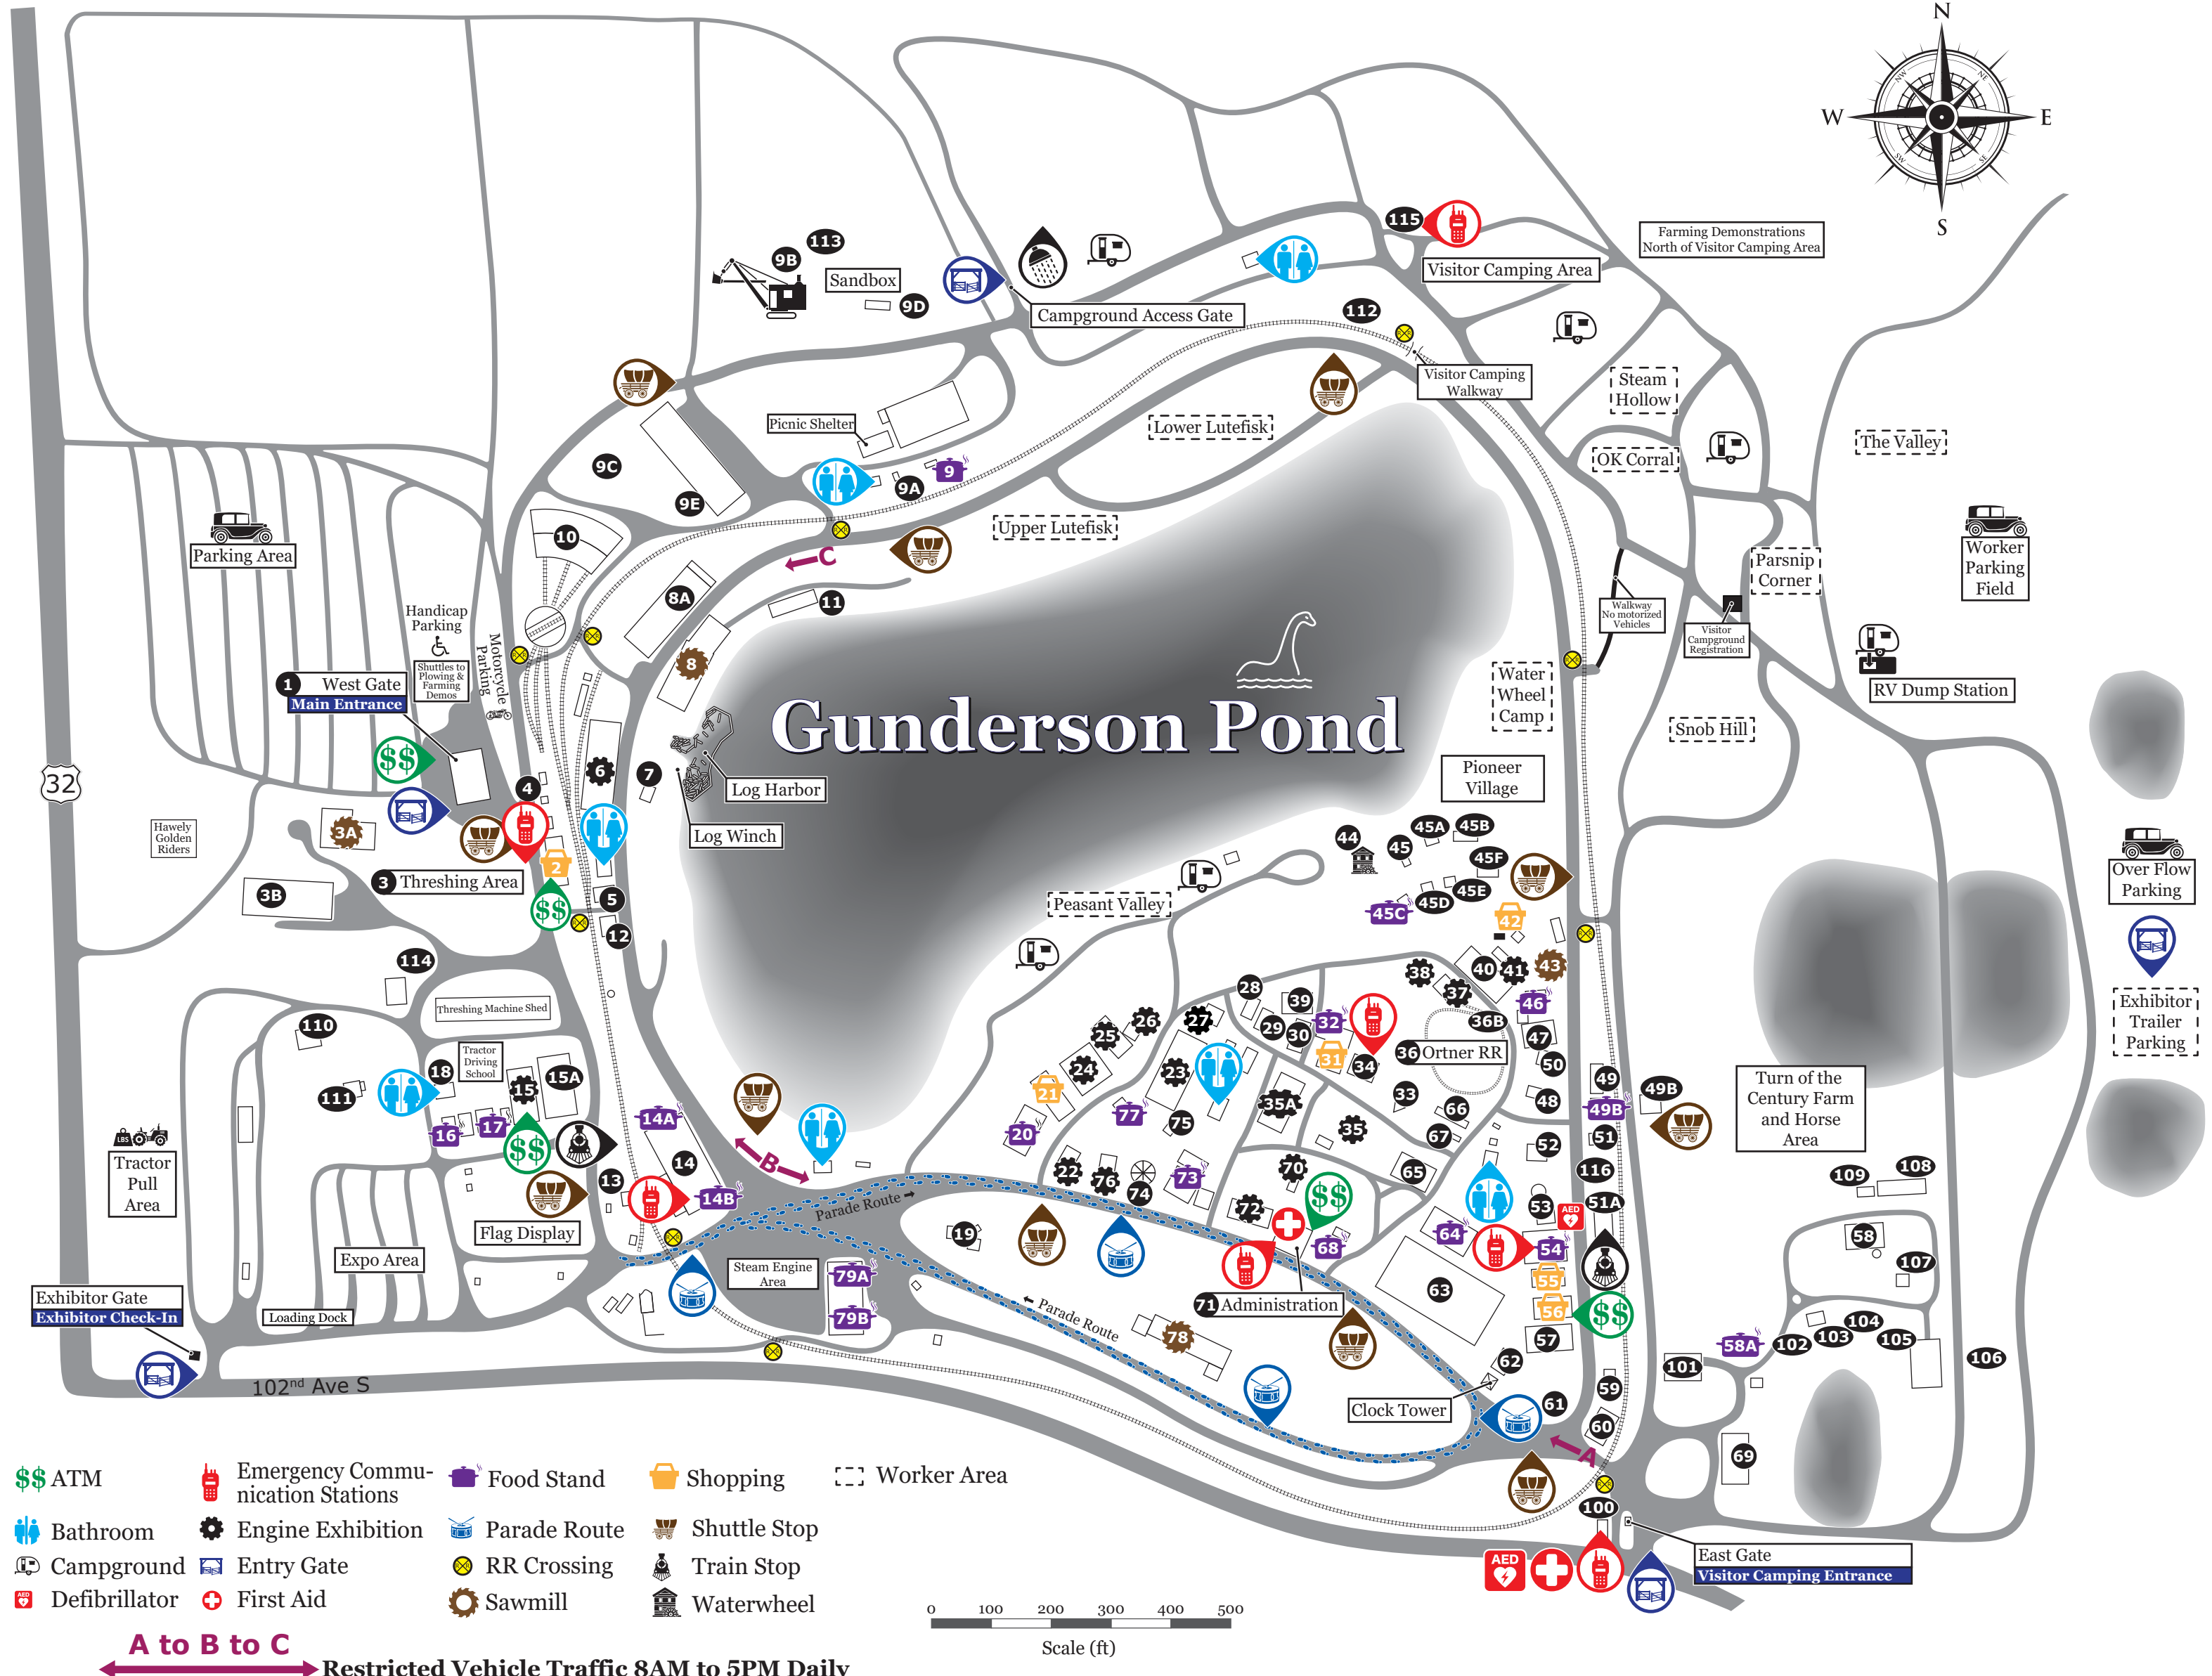 N
NW
NE
W
E
SW
SE
S
115
113
9B
Sandbox
9D
Farming Demonstrations
North of Visitor Camping Area
Visitor Camping Area
Campground Access Gate
112
Visitor Camping
Walkway
Steam
Hollow
Picnic Shelter
Lower Lutefisk
The Valley
OK Corral
9C
9
9A
9E
Upper Lutefisk
10
Parking Area
C
Worker
Parking
Field
Parsnip
Corner
8A
11
Handicap
Parking
Walkway
No motorized
Vehicles
Visitor
Campground
Registration
Motorcycle
Parking
Shuttles to
Plowing &
Farming
Demos
8
1 West Gate
Main Entrance
Water
Wheel
Camp
RV Dump Station
Gunderson Pond
Snob Hill
$$
32
6
7
4
Log Harbor
Pioneer
Village
Log Winch
Hawely
Golden
Riders
3A
44
45
45A
45B
45F
2
3 Threshing Area
3B
5
$$
12
Peasant Valley
45C
45D
45E
42
Over Flow
Parking
114
38
40
41
43
37
Threshing Machine Shed
28
39
46
Exhibitor
Trailer
Parking
110
26
27
29
30
32
36B
25
47
31
34
36 Ortner RR
Tractor
Driving
School
18
15
15A
24
23
50
111
21
49
49B
Turn of the
Century Farm
and Horse
Area
35A
33
48
49B
16
17
14A
20
77
75
66
35
67
51
Tractor
Pull
Area
$$
B
52
14
22
76
74
73
70
65
116
109
108
13
14B
$$
72
53
AED
51A
Parade Route
Flag Display
19
64
54
58
68
Expo Area
Steam Engine
Area
79A
107
55
63
71 Administration
Exhibitor Gate
Exhibitor Check-In
Loading Dock
79B
Parade Route
56
$$
78
57
58A
102
103
104
105
62
101
106
102nd Ave S
59
Clock Tower
61
60
A
69
100
AED
East Gate
Visitor Camping Entrance
$$ ATM
Emergency Commu-
nication Stations
Food Stand
Shopping
Worker Area
Bathroom
Engine Exhibition
Parade Route
Shuttle Stop
Campground
Entry Gate
RR Crossing
Train Stop
AED
Defibrillator
First Aid
Sawmill
Waterwheel
0 100 200 300 400 500
Scale (ft)
A to B to C
Restricted Vehicle Traffic 8AM to 5PM Daily